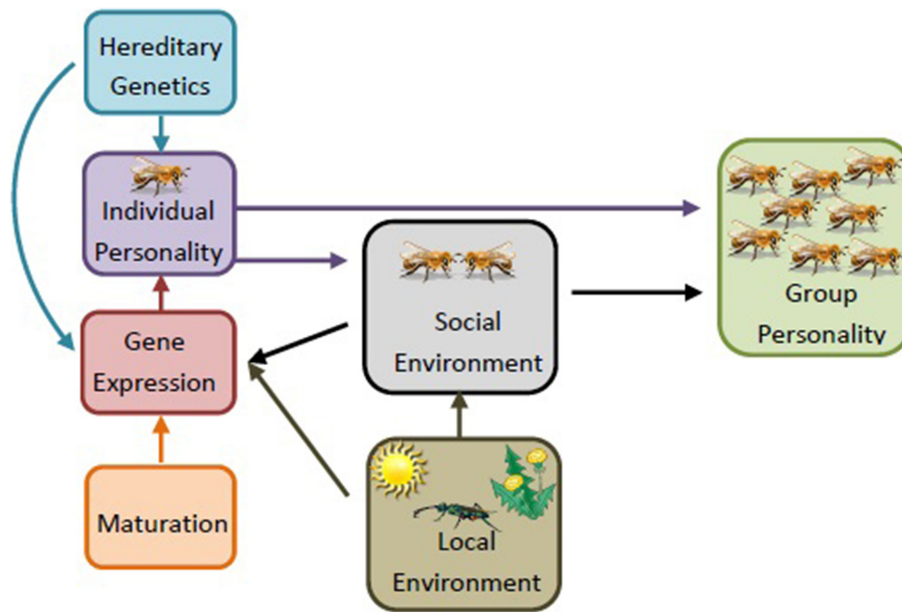 Hereditary
Genetics
Individual
Personality
Gene
Expression
Maturation
Social
Environment
Local
Environment
Group
Personality